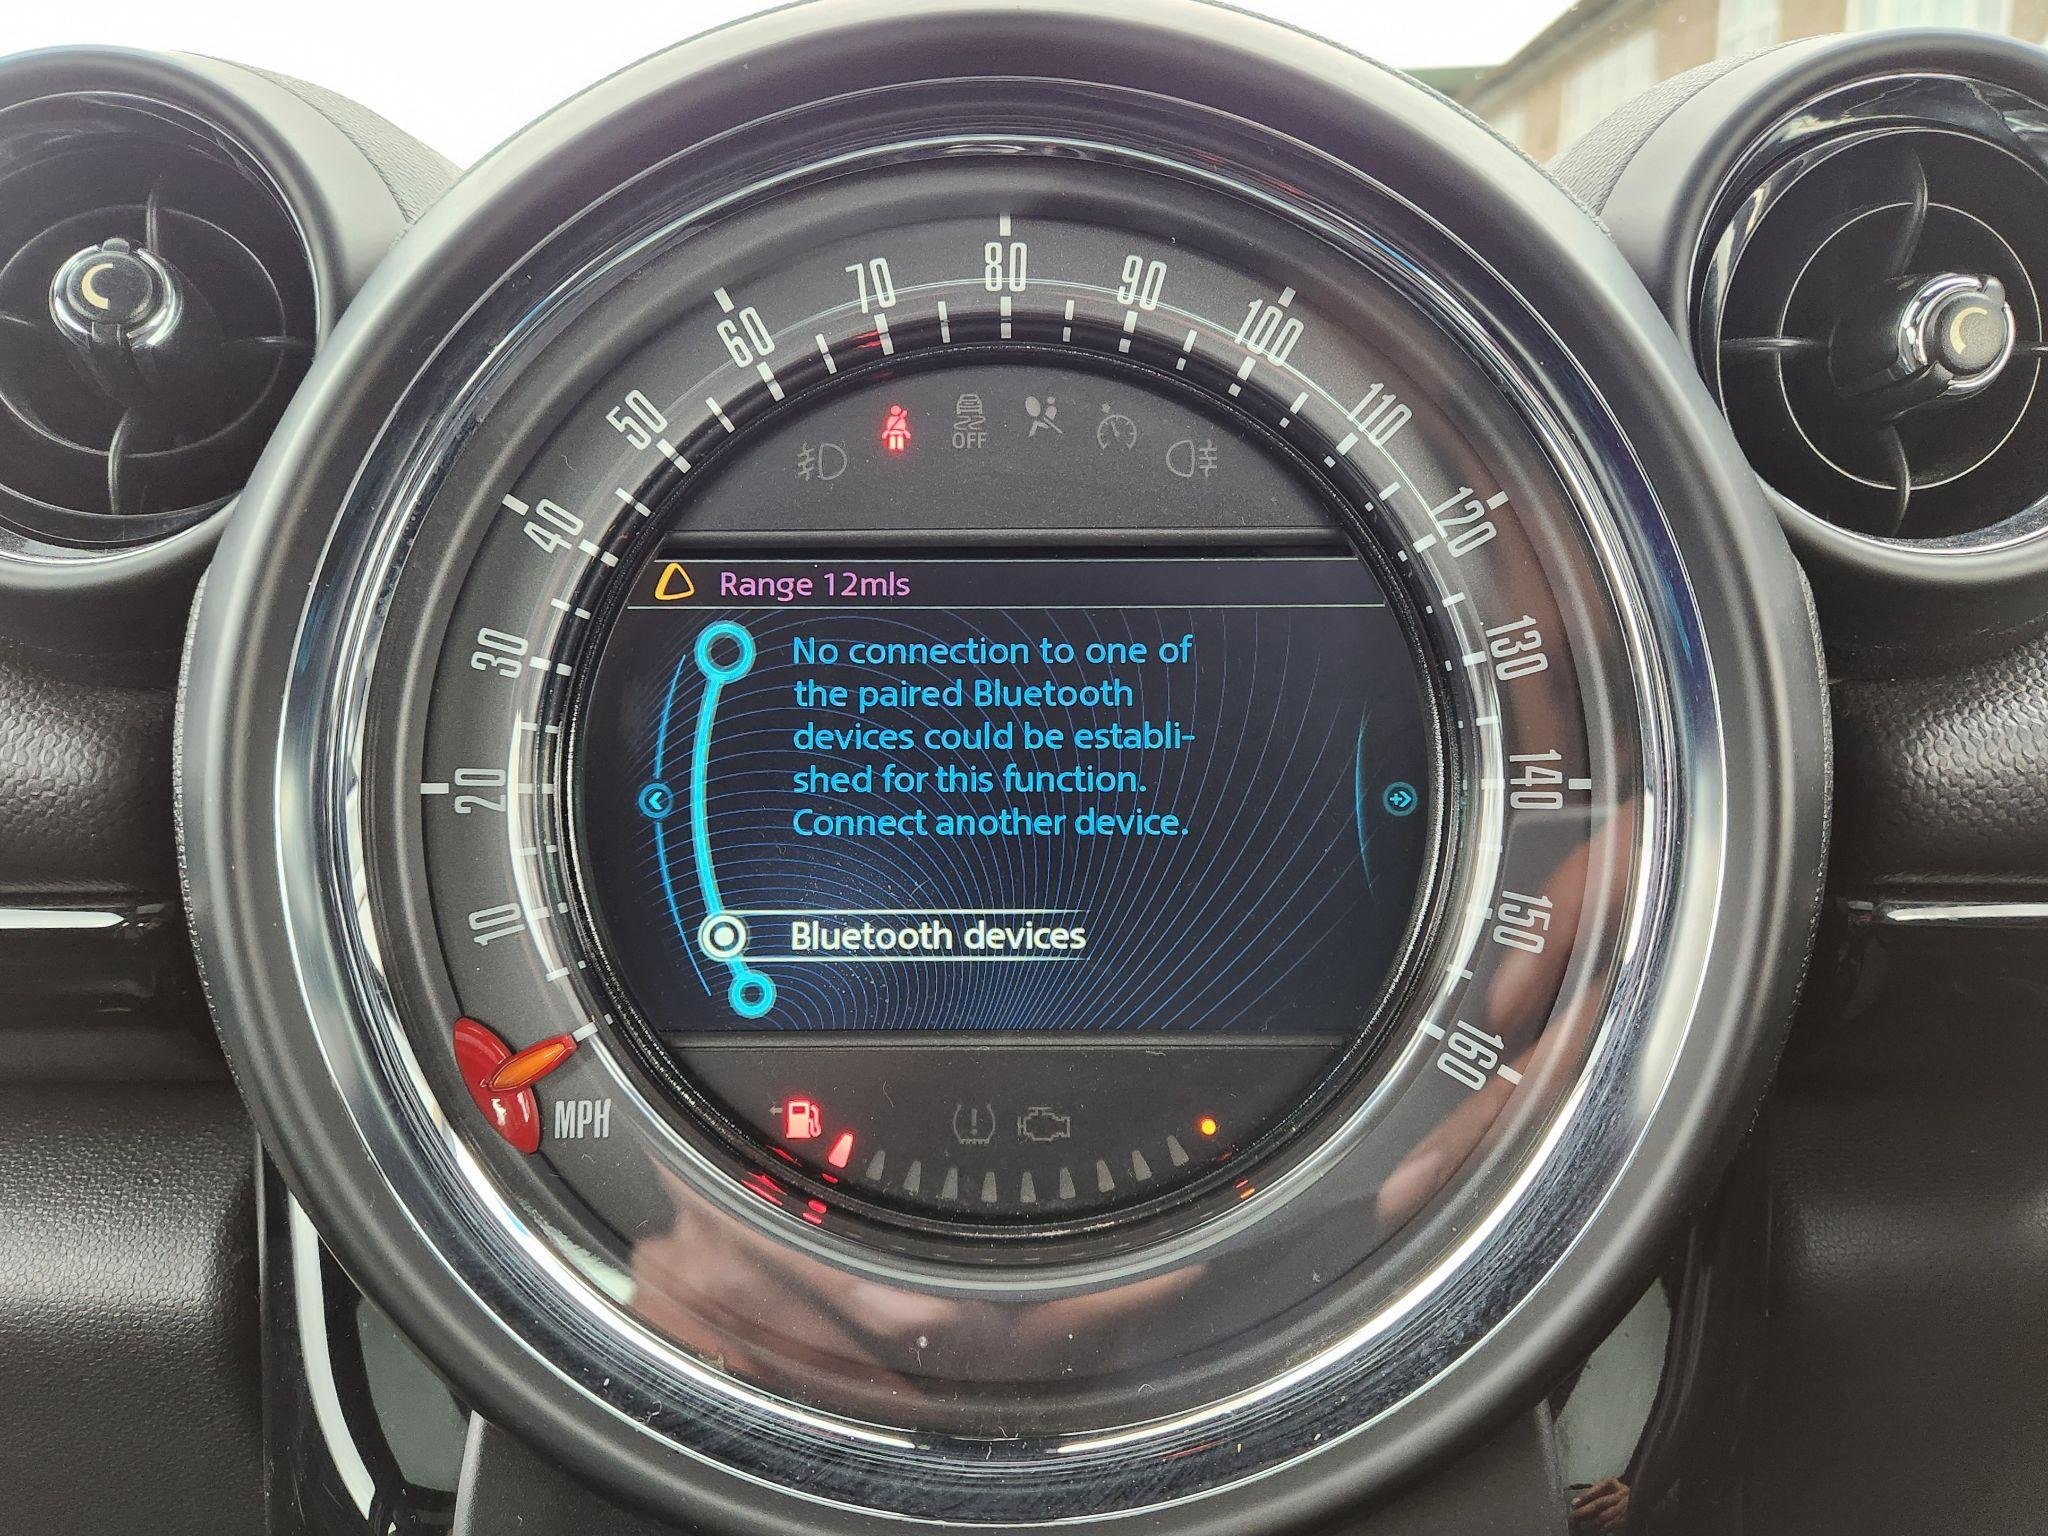 10
20
30
40
50
60
70
80
90
100
110
120
130
140
150
160
MPH
OFF
Range 12mls
No connection to one of
the paired Bluetooth
devices could be establi-
shed for this function.
Connect another device.
Bluetooth devices